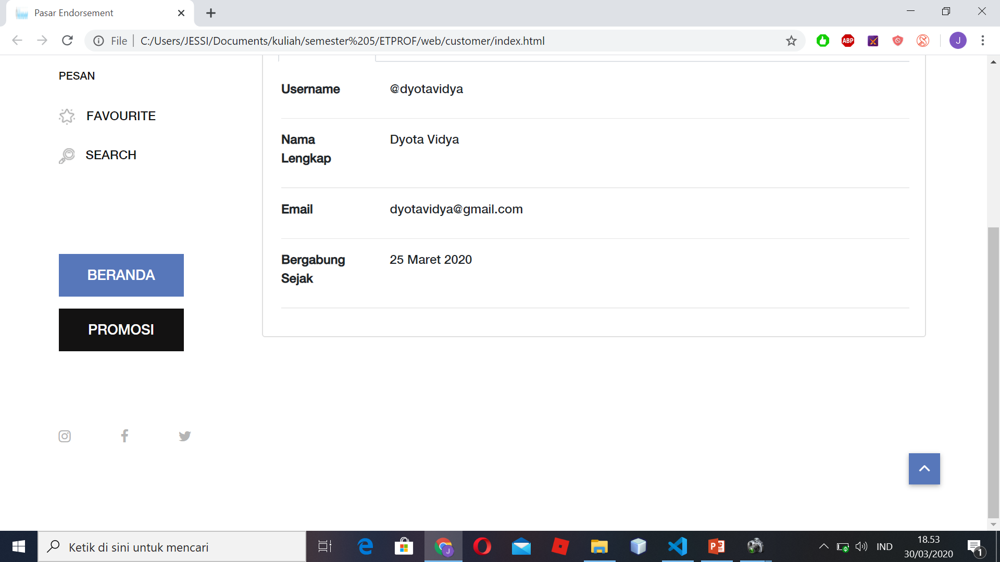 Pasar Endorsement
File
C:/Users/JESSI/Documents/kuliah/semester%205/ETPROF/web/customer/index.html
ABP
J
PESAN
FAVOURITE
SEARCH
BERANDA
PROMOSI
Username @dyotavidya
Nama Dyota Vidya
Lengkap
Email dyotavidya@gmail.com
Bergabung 25 Maret 2020
Sejak
Ketik di sini untuk mencari
J
IND
18.53
30/03/2020
1